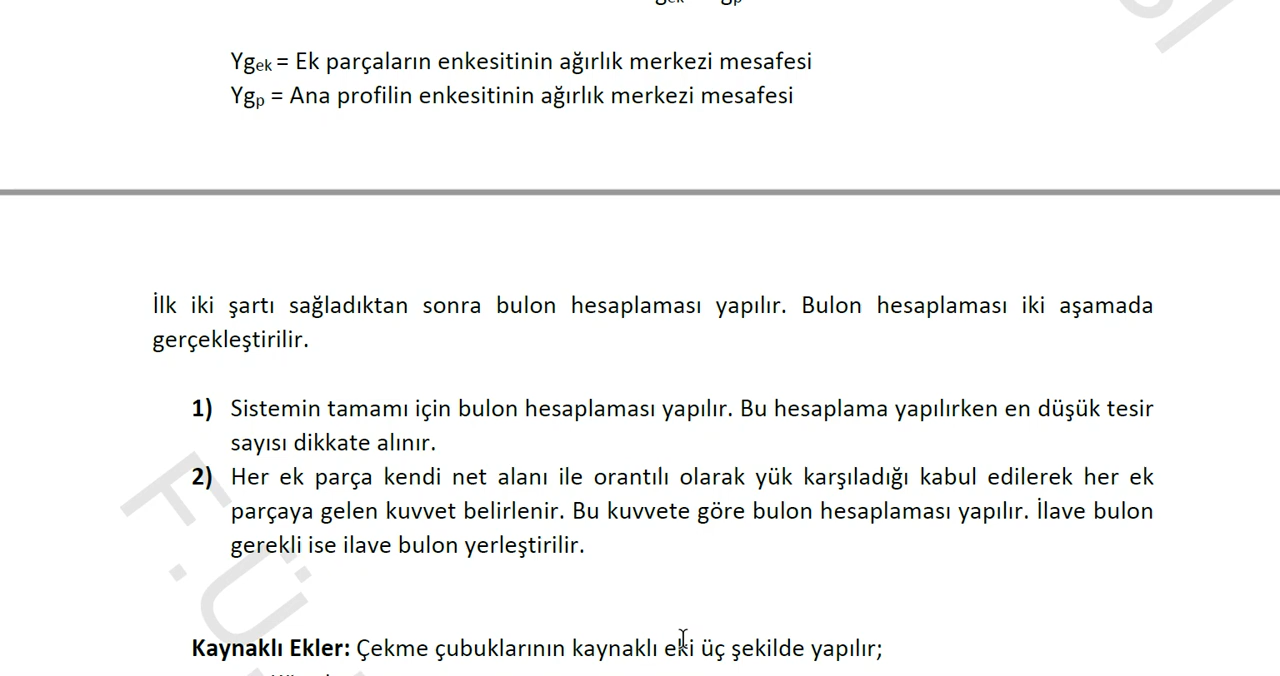 Ygek = Ek parçaların enkesitinin ağırlık merkezi mesafesi
Ygp = Ana profilin enkesitinin ağırlık merkezi mesafesi
İlk iki şartı sağladıktan sonra bulon hesaplaması yapılır. Bulon hesaplaması iki aşamada
gerçekleştirilir.
1) Sistemin tamamı için bulon hesaplaması yapılır. Bu hesaplama yapılırken en düşük tesir
sayısı dikkate alınır.
2) Her ek parça kendi net alanı ile orantılı olarak yük karşıladığı kabul edilerek her ek
parçaya gelen kuvvet belirlenir. Bu kuvvete göre bulon hesaplaması yapılır. İlave bulon
gerekli ise ilave bulon yerleştirilir.
F.Ü
Kaynaklı Ekler: Çekme çubuklarının kaynaklı eki üç şekilde yapılır;